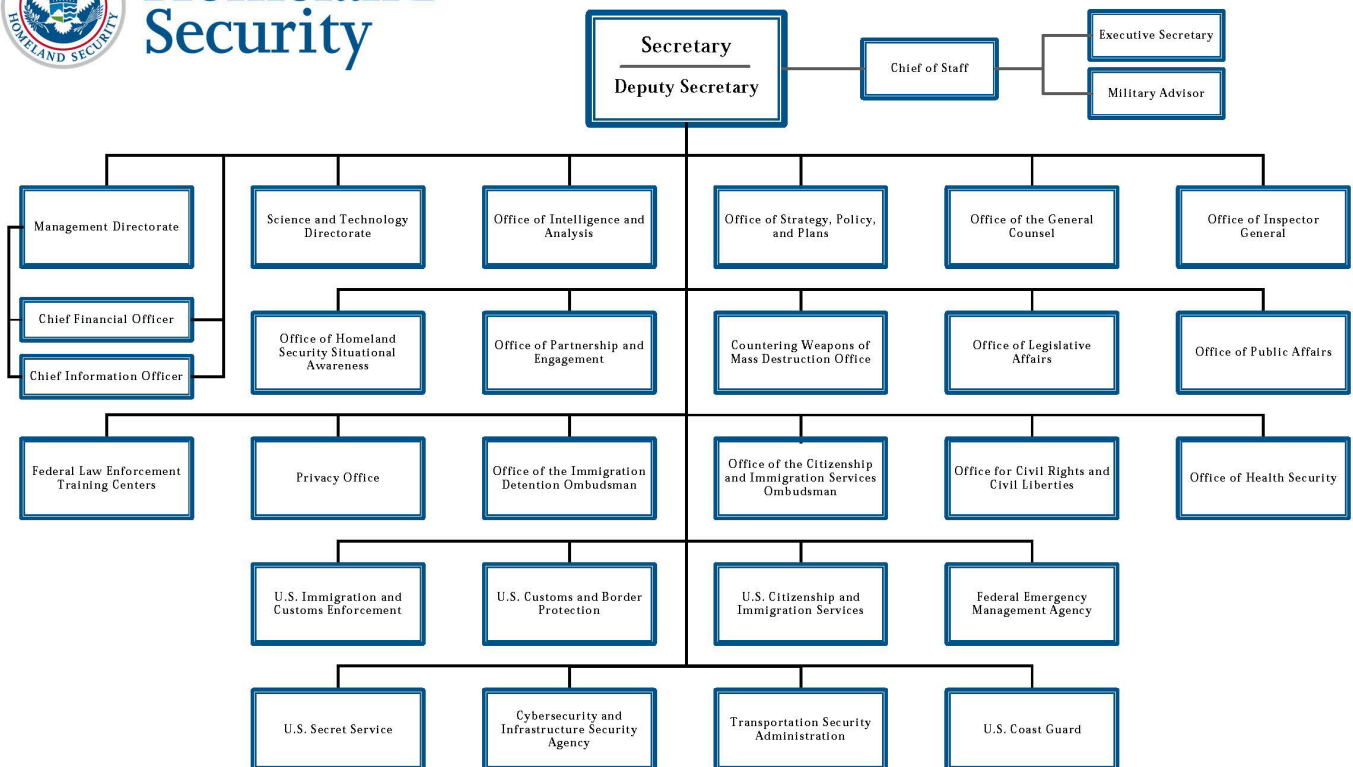 HOMELAND SECURITY
Security
Secretary
Deputy Secretary
Chief of Staff
Executive Secretary
Military Advisor
Management Directorate
Science and Technology
Directorate
Office of Intelligence and
Analysis
Office of Strategy, Policy,
and Plans
Office of the General
Counsel
Office of Inspector
General
Chief Financial Officer
Chief Information Officer
Office of Homeland
Security Situational
Awareness
Office of Partnership and
Engagement
Countering Weapons of
Mass Destruction Office
Office of Legislative
Affairs
Office of Public Affairs
Federal Law Enforcement
Training Centers
Privacy Office
Office of the Immigration
Detention Ombudsman
Office of the Citizenship
and Immigration Services
Ombudsman
Office for Civil Rights and
Civil Liberties
Office of Health Security
U.S. Immigration and
Customs Enforcement
U.S. Customs and Border
Protection
U.S. Citizenship and
Immigration Services
Federal Emergency
Management Agency
U.S. Secret Service
Cybersecurity and
Infrastructure Security
Agency
Transportation Security
Administration
U.S. Coast Guard